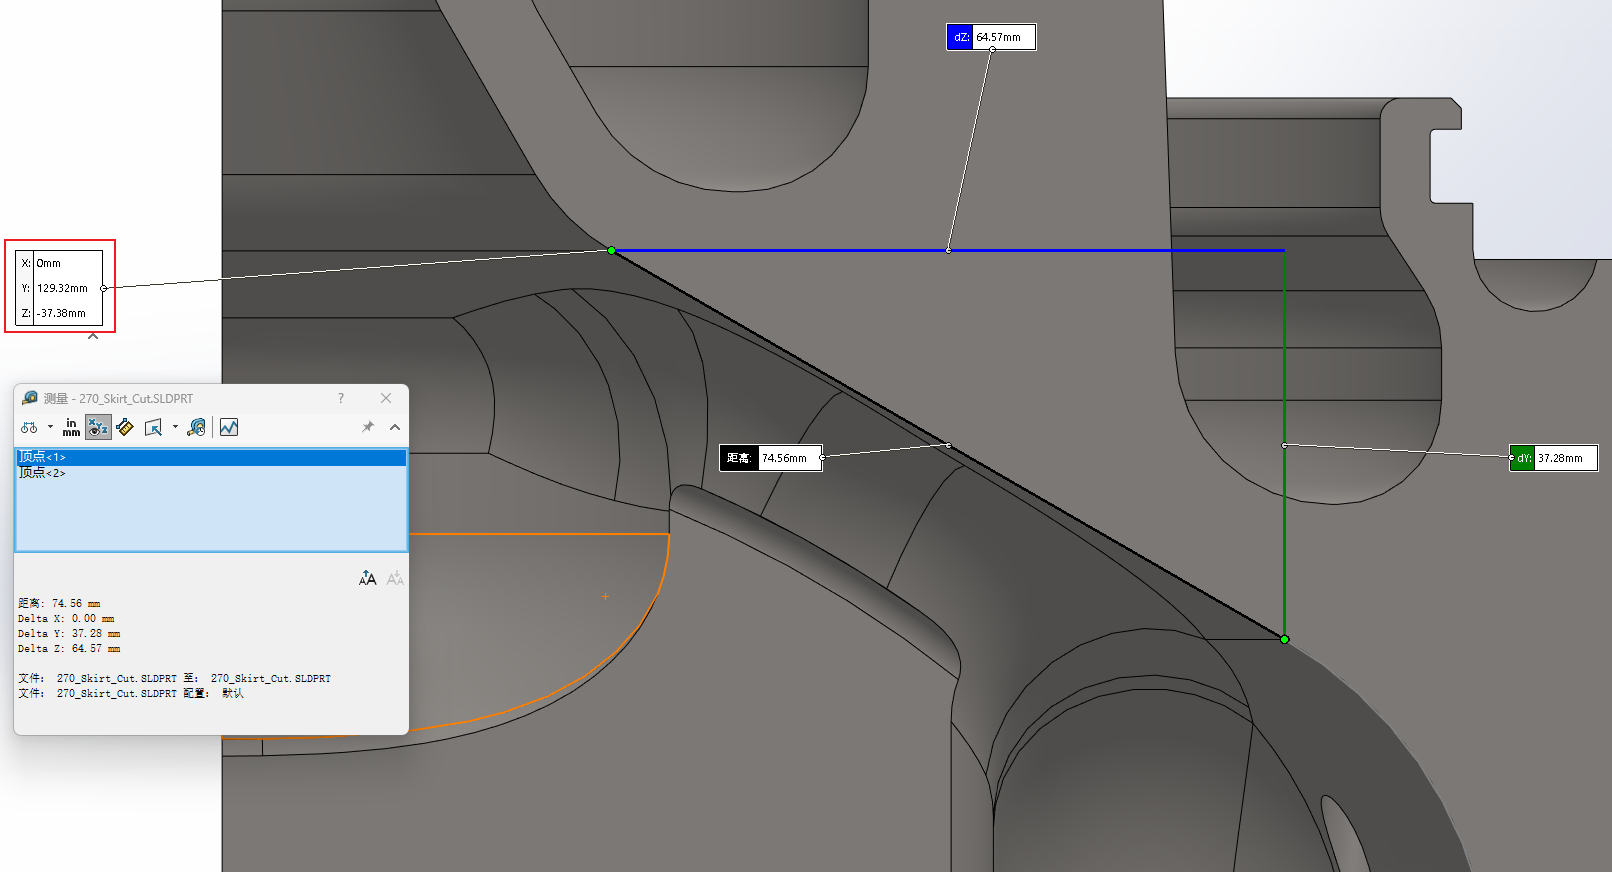 dZ: 64.57mm
X: 0mm
Y: 129.32mm
Z: -37.38mm
测量 - 270_Skirt_Cut.SLDPRT
?
in
mm
XYZ
顶点<1>
顶点<2>
距离: 74.56mm
dY: 37.28mm
AA AA
距离: 74.56 mm
Delta X: 0.00 mm
Delta Y: 37.28 mm
Delta Z: 64.57 mm
文件: 270_Skirt_Cut.SLDPRT 至: 270_Skirt_Cut.SLDPRT
文件: 270_Skirt_Cut.SLDPRT 配置: 默认